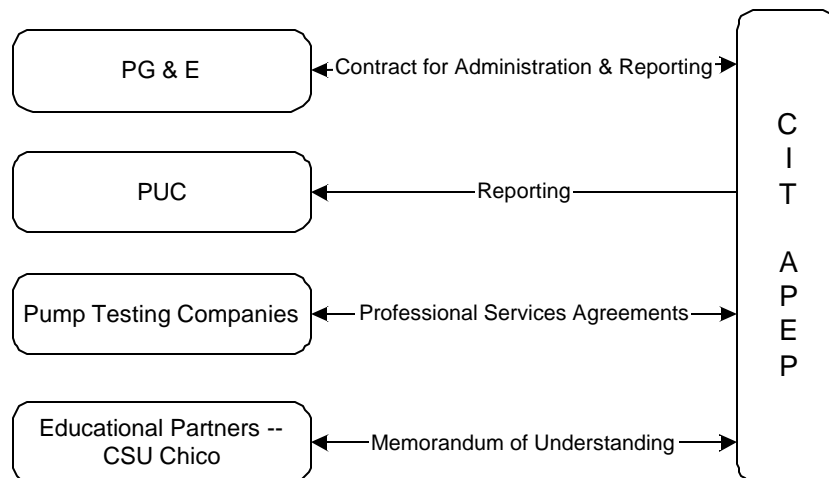 PG & E
Contract for Administration & Reporting
PUC
Reporting
Pump Testing Companies
Professional Services Agreements
Educational Partners --
CSU Chico
Memorandum of Understanding
C
I
T
A
P
E
P